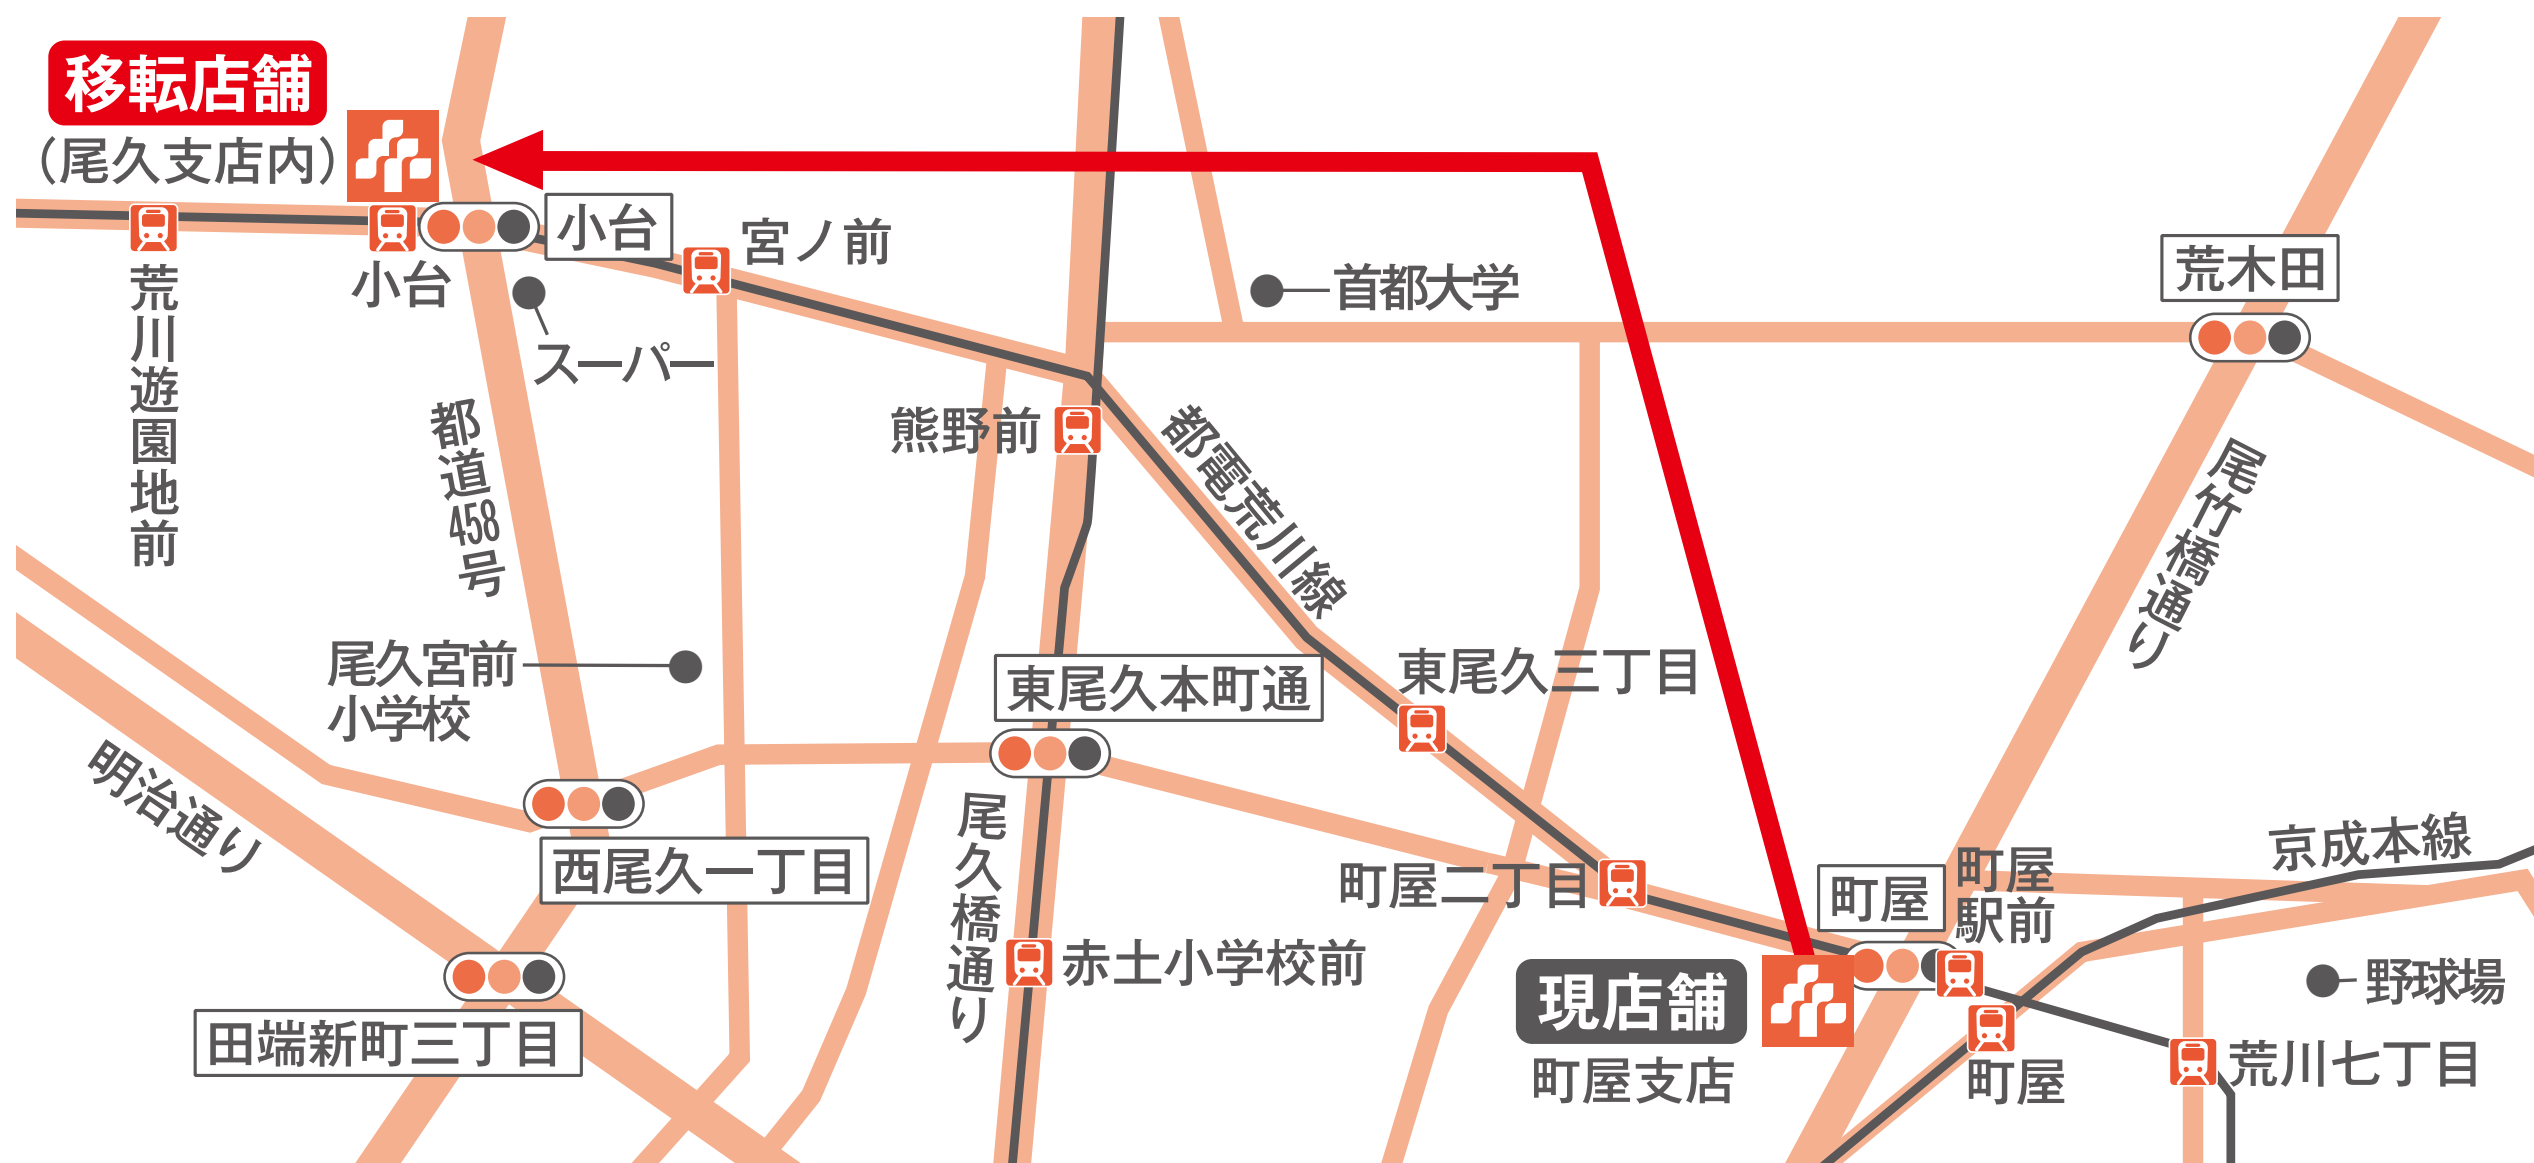 移転店舗
（尾久支店内）
小台
宮ノ前
小台
荒川遊園地前
スーパー
首都大学
荒木田
都道458号
熊野前
都電荒川線
尾竹橋通り
尾久宮前
小学校
東尾久本町通
東尾久三丁目
明治通り
西尾久一丁目
尾久橋通り
町屋二丁目
町屋
町屋
駅前
京成本線
赤土小学校前
現店舗
町屋支店
野球場
田端新町三丁目
町屋
荒川七丁目